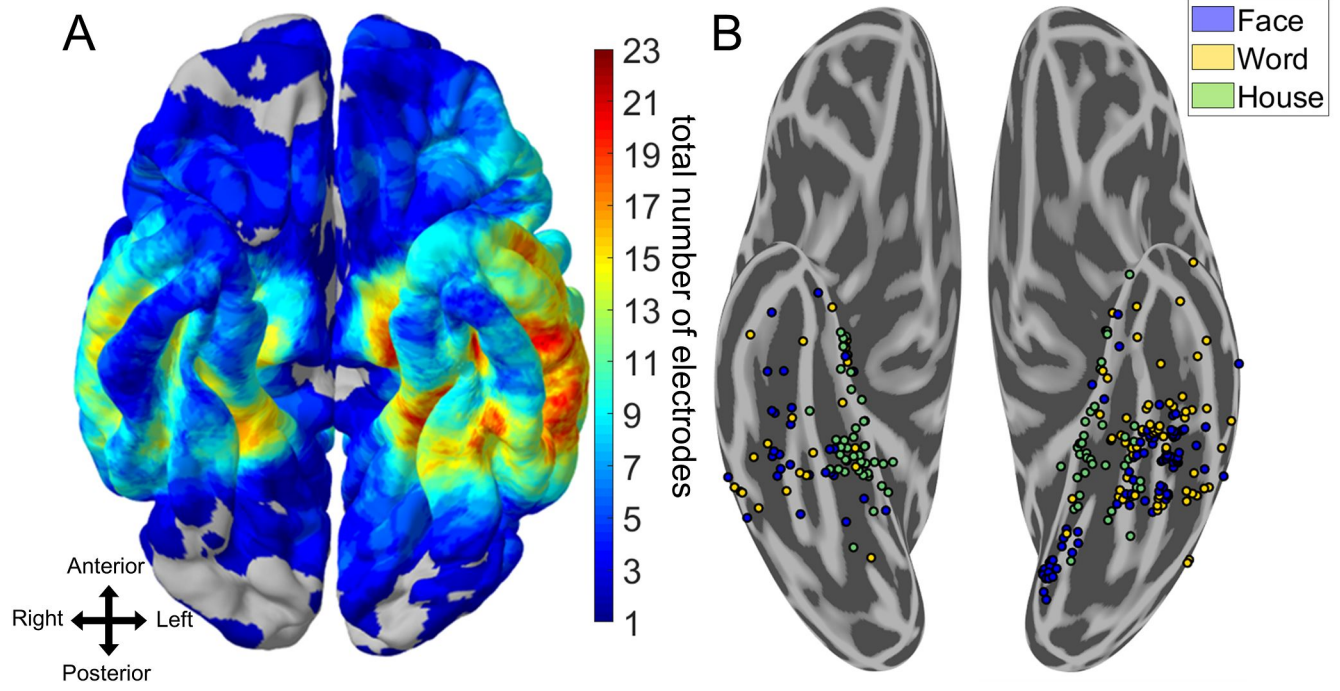 A
B
Face
Word
House
23
21
19
17
15
13
11
9
7
5
3
1
total number of electrodes
Anterior
Right
Left
Posterior